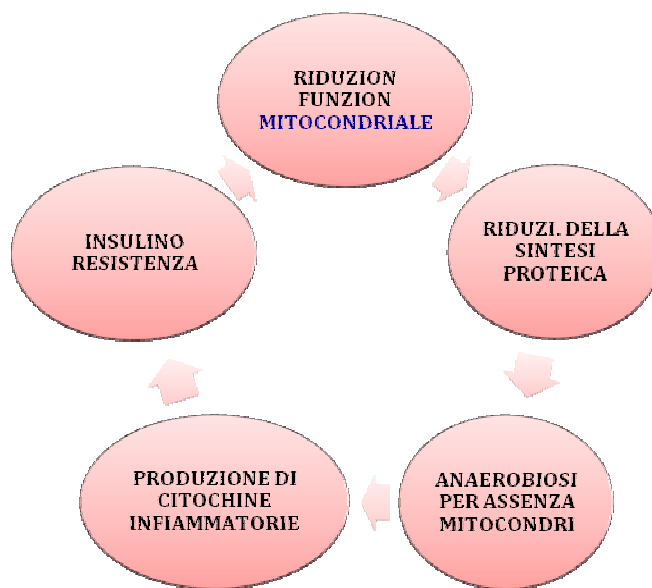 RIDUZION
FUNZION
MITOCONDRIALE
RIDUZI. DELLA
SINTESI
PROTEICA
ANAEROBIOSI
PER ASSENZA
MITOCONDRI
PRODUZIONE DI
CITOCHINE
INFIAMMATORIE
INSULINO
RESISTENZA